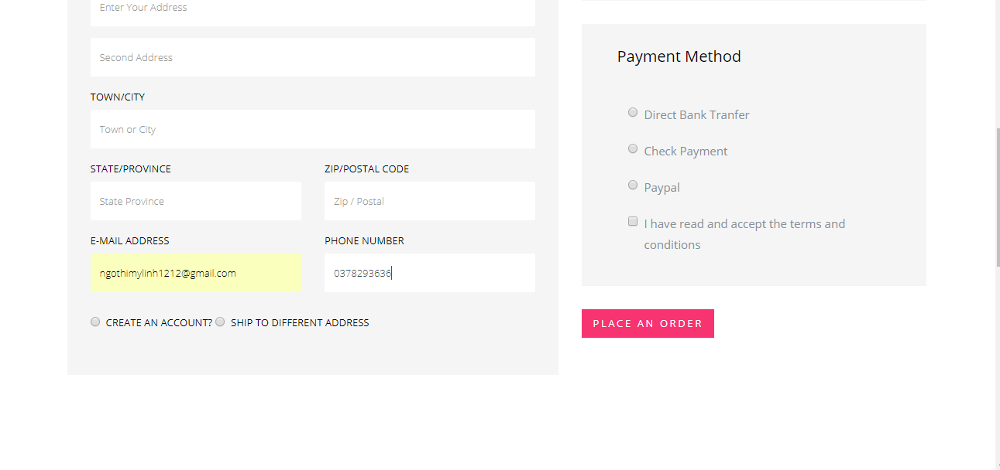 Enter Your Address
Second Address
TOWN/CITY
Town or City
STATE/PROVINCE
ZIP/POSTAL CODE
State Province
Zip / Postal
E-MAIL ADDRESS
PHONE NUMBER
ngothimylinh1212@gmail.com
0378293636
CREATE AN ACCOUNT? SHIP TO DIFFERENT ADDRESS
Payment Method
Direct Bank Tranfer
Check Payment
Paypal
I have read and accept the terms and
conditions
PLACE AN ORDER